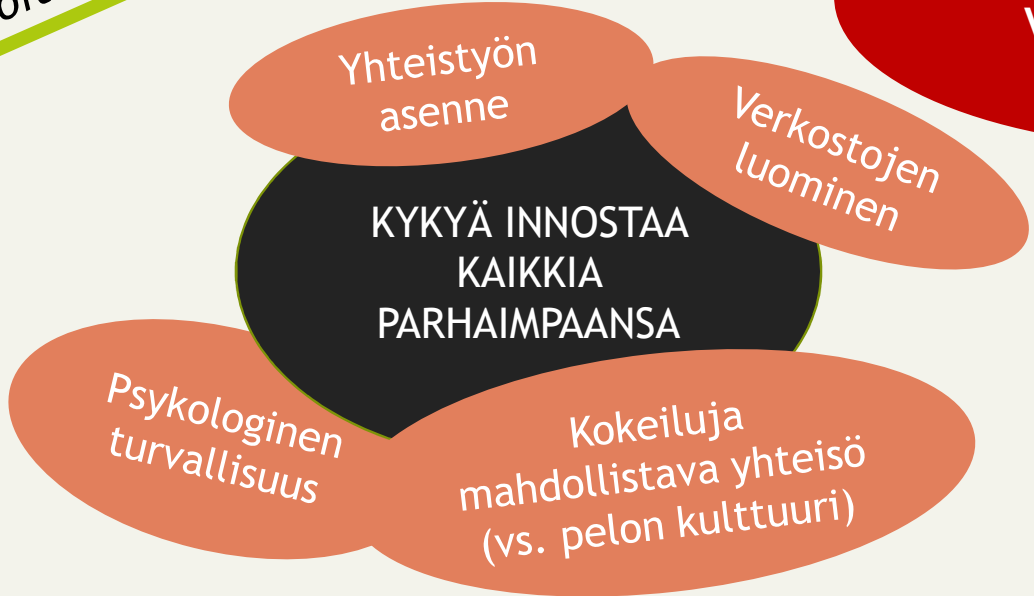 Yhteistyön
asenne
Verkostojen
luominen
KYKYÄ INNOSTAA
KAIKKIA
PARHAIMPAANSA
Psykologinen
turvallisuus
Kokeiluja
mahdollistava yhteisö
(vs. pelon kulttuuri)